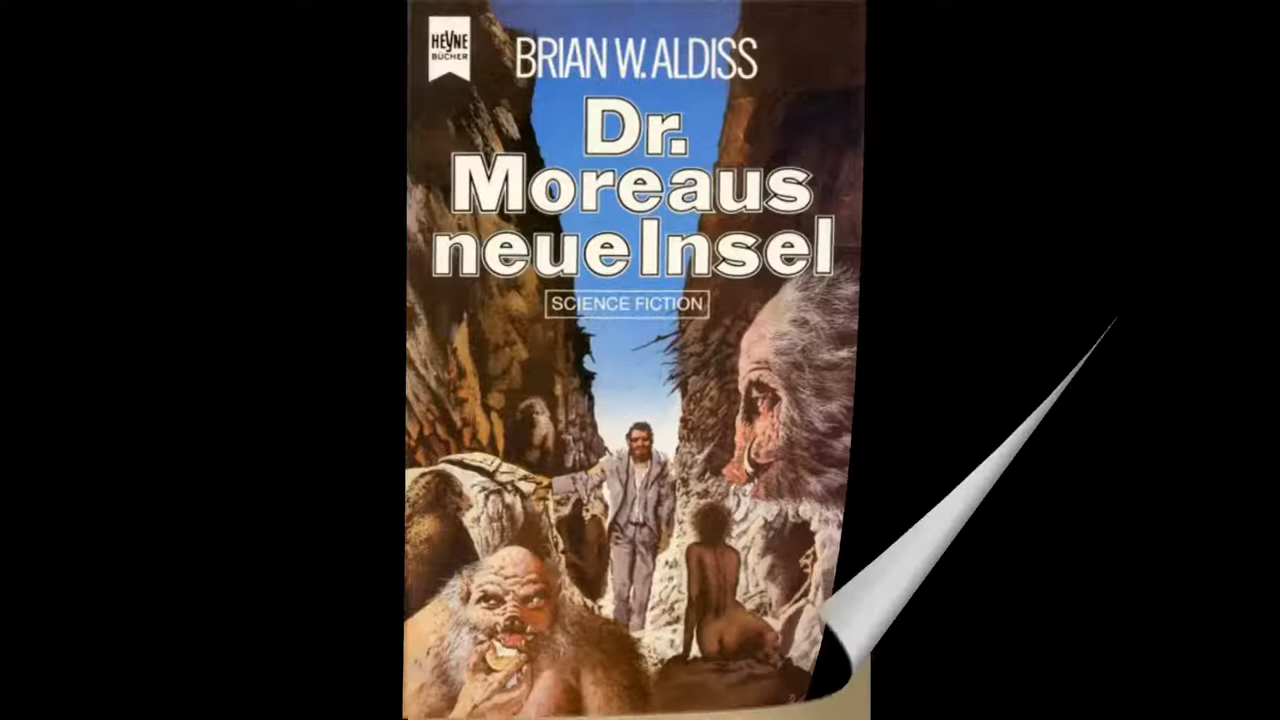 HEYNE
BÜCHER
BRIAN W. ALDISS
Dr.
Moreaus
neue Insel
SCIENCE FICTION